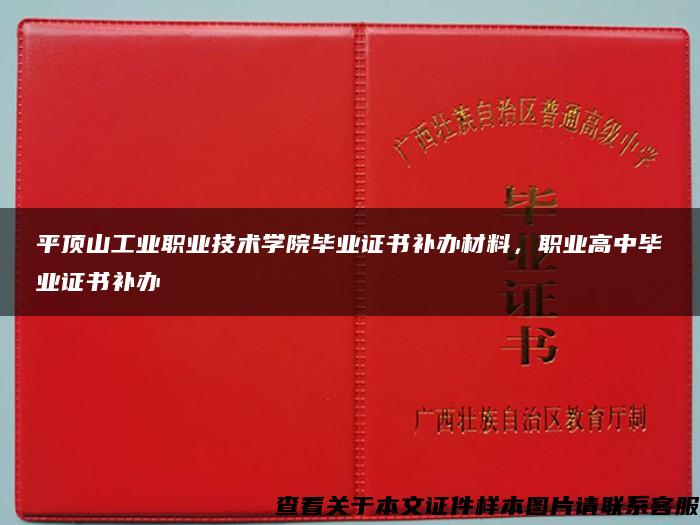 广西壮族自治区普通高级中学
毕业证书
平顶山工业职业技术学院毕业证书补办材料，职业高中毕
业证书补办
广西壮族自治区教育厅制
查看关于本文证件样本图片请联系客服